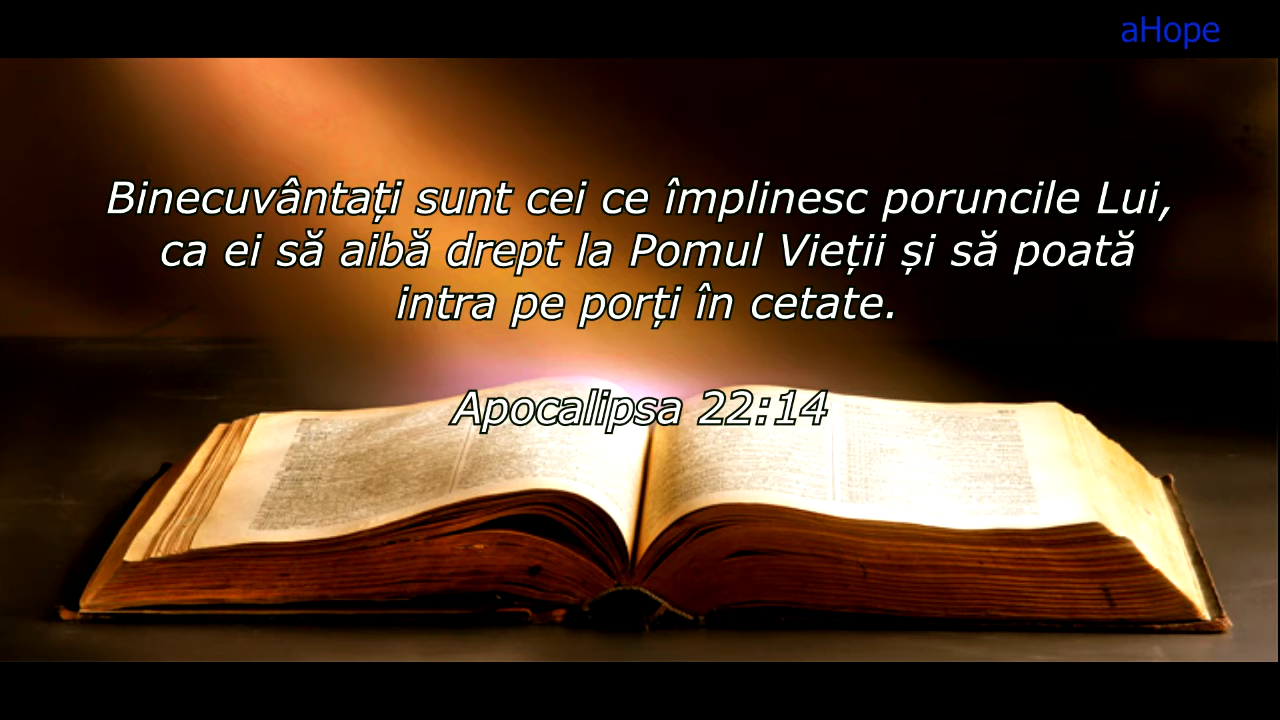 aHope
Binecuvântați sunt cei ce împlinesc poruncile Lui,
ca ei să aibă drept la Pomul Vieții și să poată
intra pe porți în cetate.
Apocalipsa 22:14